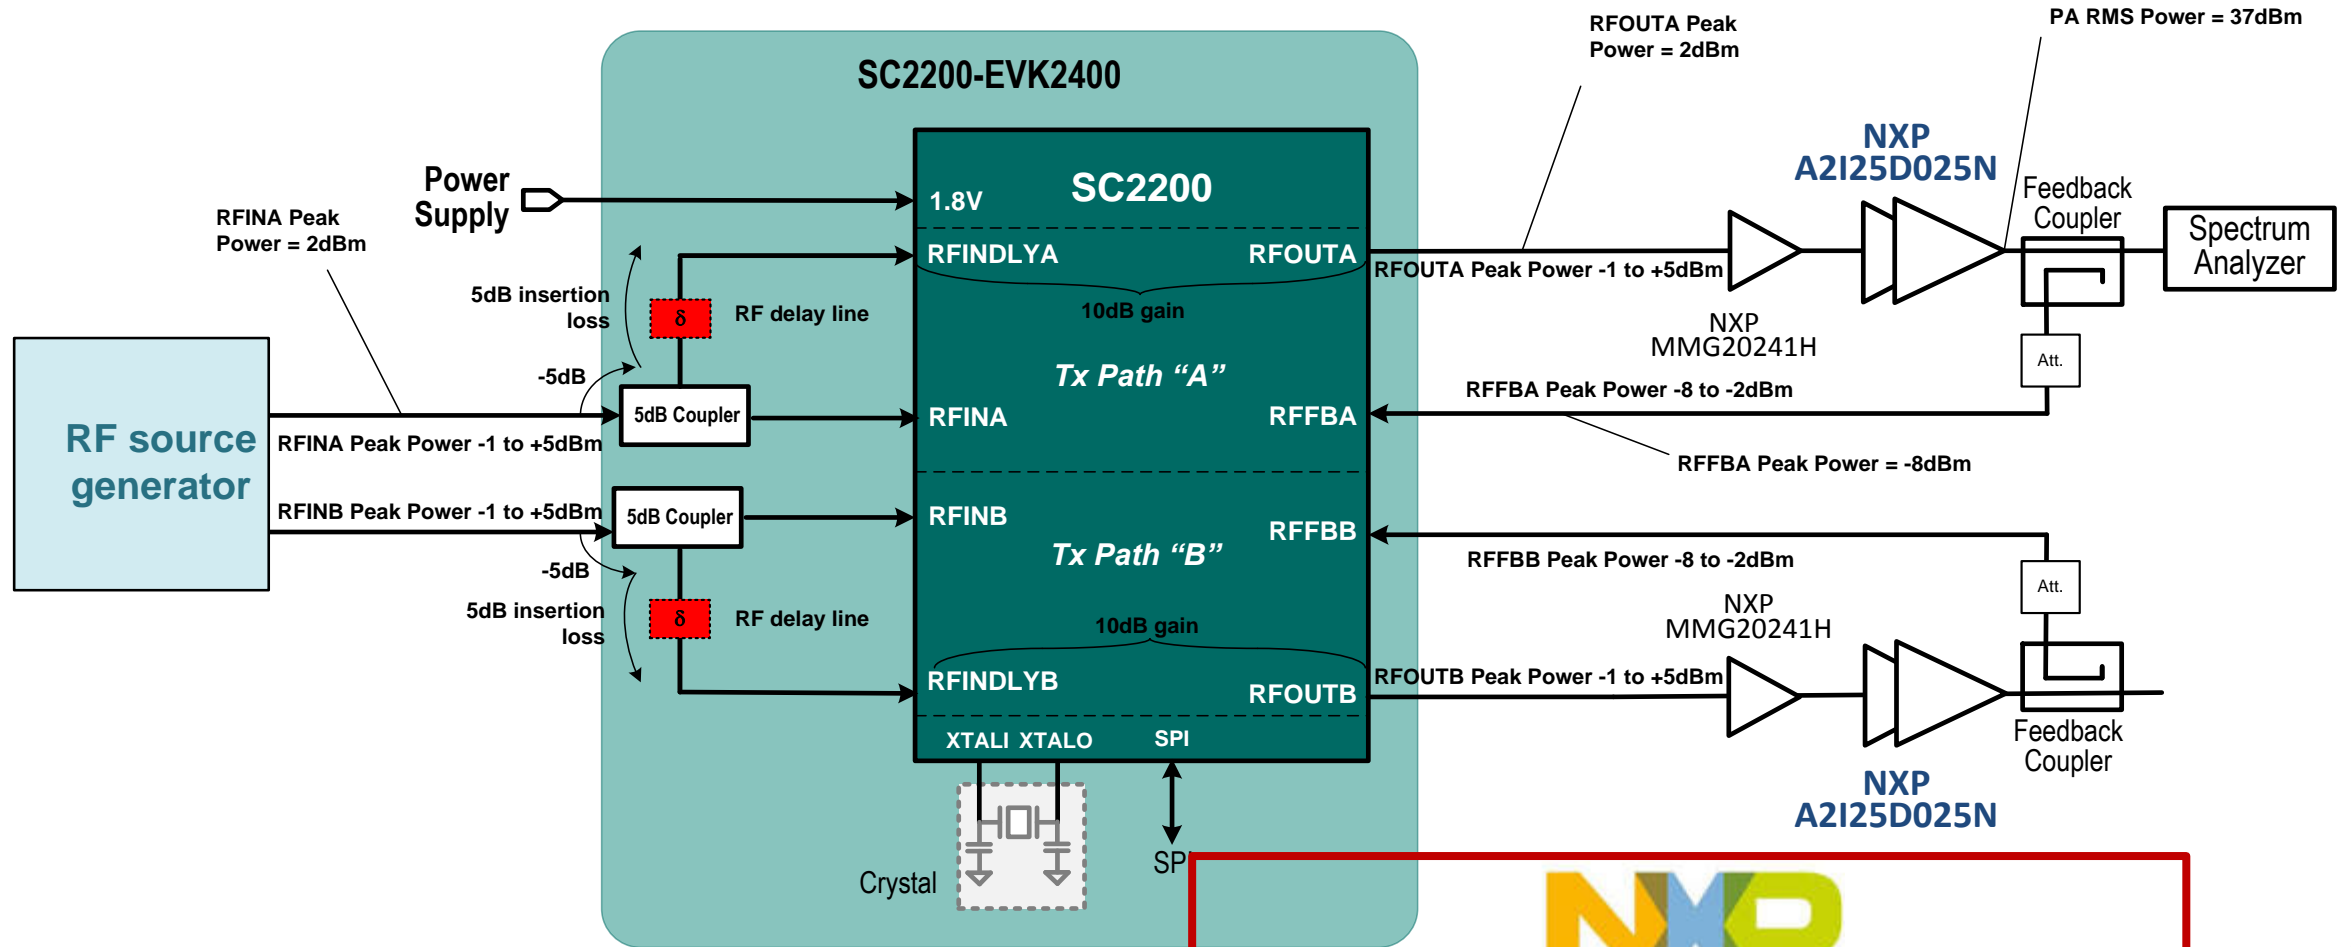 RFOUTA Peak
Power = 2dBm
PA RMS Power = 37dBm
SC2200-EVK2400
NXP
A2I25D025N
Power
Supply
1.8V
SC2200
Feedback
Coupler
RFINA Peak
Power = 2dBm
RFINDLYA
RFOUTA
RFOUTA Peak Power -1 to +5dBm
Spectrum
Analyzer
5dB insertion
loss
δ
RF delay line
10dB gain
NXP
MMG20241H
Att.
-5dB
Tx Path “A”
RFFBA Peak Power -8 to -2dBm
5dB Coupler
RFINA
RFFBA
RF source
generator
RFINA Peak Power -1 to +5dBm
RFFBA Peak Power = -8dBm
RFINB Peak Power -1 to +5dBm
5dB Coupler
RFINB
RFFBB
Tx Path “B”
RFFBB Peak Power -8 to -2dBm
-5dB
Att.
5dB insertion
loss
δ
RF delay line
10dB gain
NXP
MMG20241H
RFINDLYB
RFOUTB
RFOUTB Peak Power -1 to +5dBm
XTALI XTALO
SPI
Feedback
Coupler
NXP
A2I25D025N
Crystal
SPI
NXP